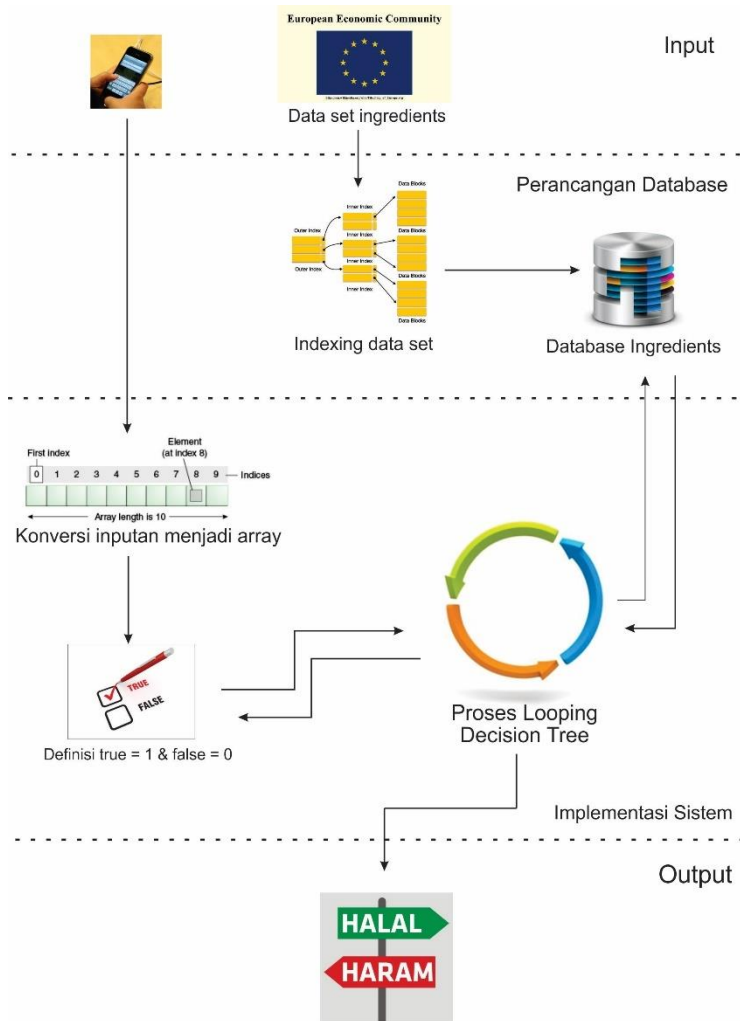 European Economic Community
Input
Data set ingredients
Perancangan Database
Data Blocks
Inner Index
Outer Index
Inner Index
Data Blocks
Outer Index
Inner Index
Data Blocks
Indexing data set
Database Ingredients
Element
(at index 8)
First index
0 1 2 3 4 5 6 7 8 9
Indices
Array length is 10
Konversi inputan menjadi array
TRUE
FALSE
Definisi true = 1 & false = 0
Proses Looping
Decision Tree
Implementasi Sistem
Output
HALAL
HARAM